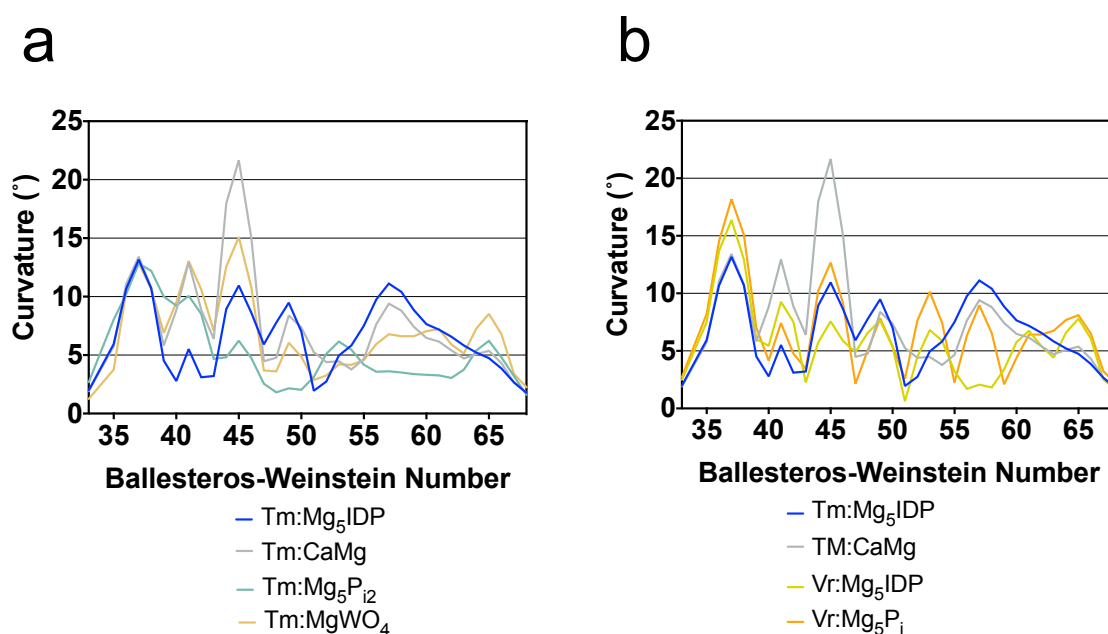 a
b
25
20
15
10
5
0
Curvature (°)
35 40 45 50 55 60 65
Ballesteros-Weinstein Number
Tm:Mg₅IDP
Tm:CaMg
Tm:Mg₅Pᵢ₂
Tm:MgWO₄
25
20
15
10
5
0
Curvature (°)
35 40 45 50 55 60 65
Ballesteros-Weinstein Number
Tm:Mg₅IDP
TM:CaMg
Vr:Mg₅IDP
Vr:Mg₅Pᵢ